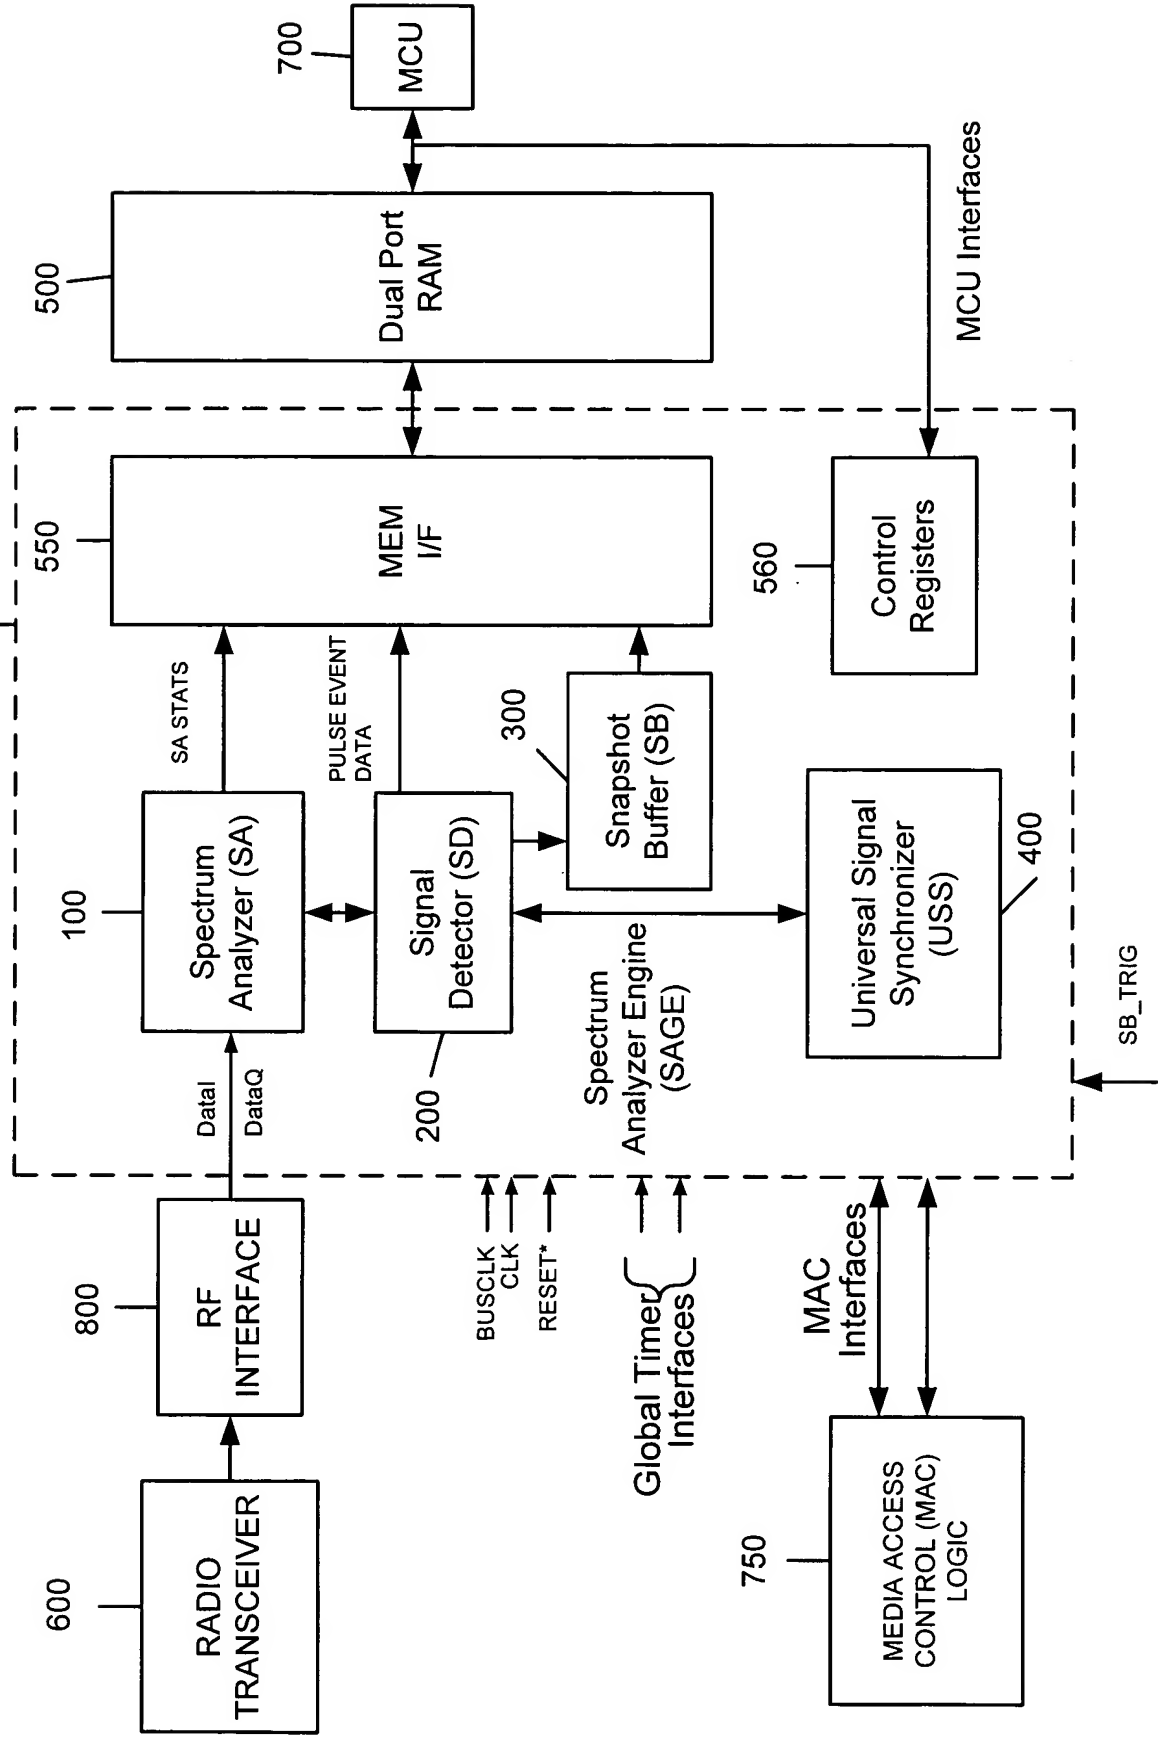 600
RADIO
TRANSCEIVER
800
RF
INTERFACE
DataI
DataQ
100
Spectrum
Analyzer (SA)
SA STATS
550
MEM
I/F
500
Dual Port
RAM
700
MCU
200
Signal
Detector (SD)
PULSE EVENT
DATA
300
Snapshot
Buffer (SB)
BUSCLK
CLK
RESET*
Global Timer
Interfaces
Spectrum
Analyzer Engine
(SAGE)
750
MEDIA ACCESS
CONTROL (MAC)
LOGIC
MAC
Interfaces
Universal Signal
Synchronizer
(USS)
400
560
Control
Registers
MCU Interfaces
SB_TRIG